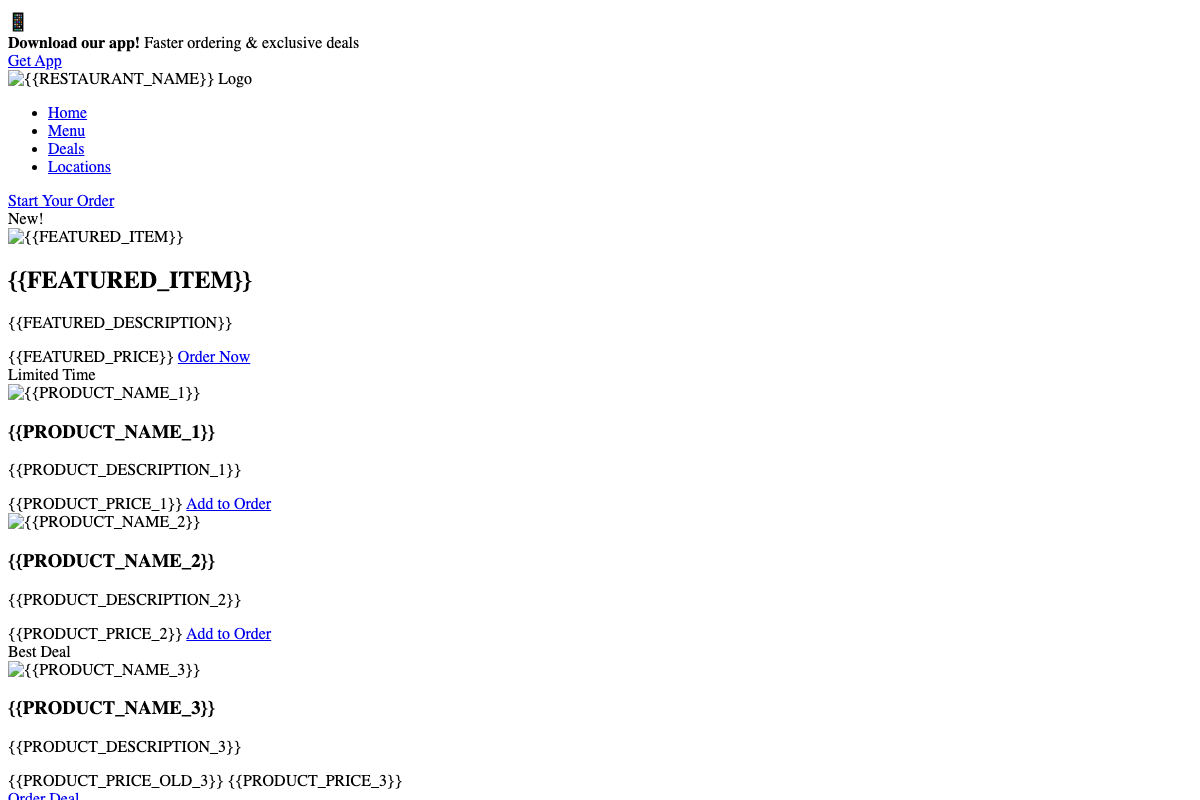 Download our app! Faster ordering & exclusive deals
Get App
{{RESTAURANT_NAME}} Logo
Home
Menu
Deals
Locations
Start Your Order
New!
{{FEATURED_ITEM}}
{{FEATURED_ITEM}}
{{FEATURED_DESCRIPTION}}
{{FEATURED_PRICE}} Order Now
Limited Time
{{PRODUCT_NAME_1}}
{{PRODUCT_NAME_1}}
{{PRODUCT_DESCRIPTION_1}}
{{PRODUCT_PRICE_1}} Add to Order
{{PRODUCT_NAME_2}}
{{PRODUCT_NAME_2}}
{{PRODUCT_DESCRIPTION_2}}
{{PRODUCT_PRICE_2}} Add to Order
Best Deal
{{PRODUCT_NAME_3}}
{{PRODUCT_NAME_3}}
{{PRODUCT_DESCRIPTION_3}}
{{PRODUCT_PRICE_OLD_3}} {{PRODUCT_PRICE_3}}
Order Deal